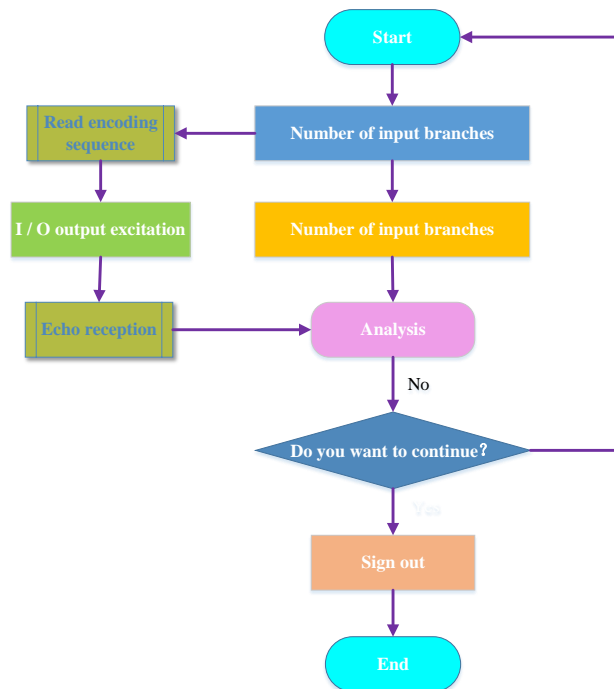 Start
Read encoding
sequence
Number of input branches
I / O output excitation
Number of input branches
Echo reception
Analysis
No
Do you want to continue?
Yes
Sign out
End